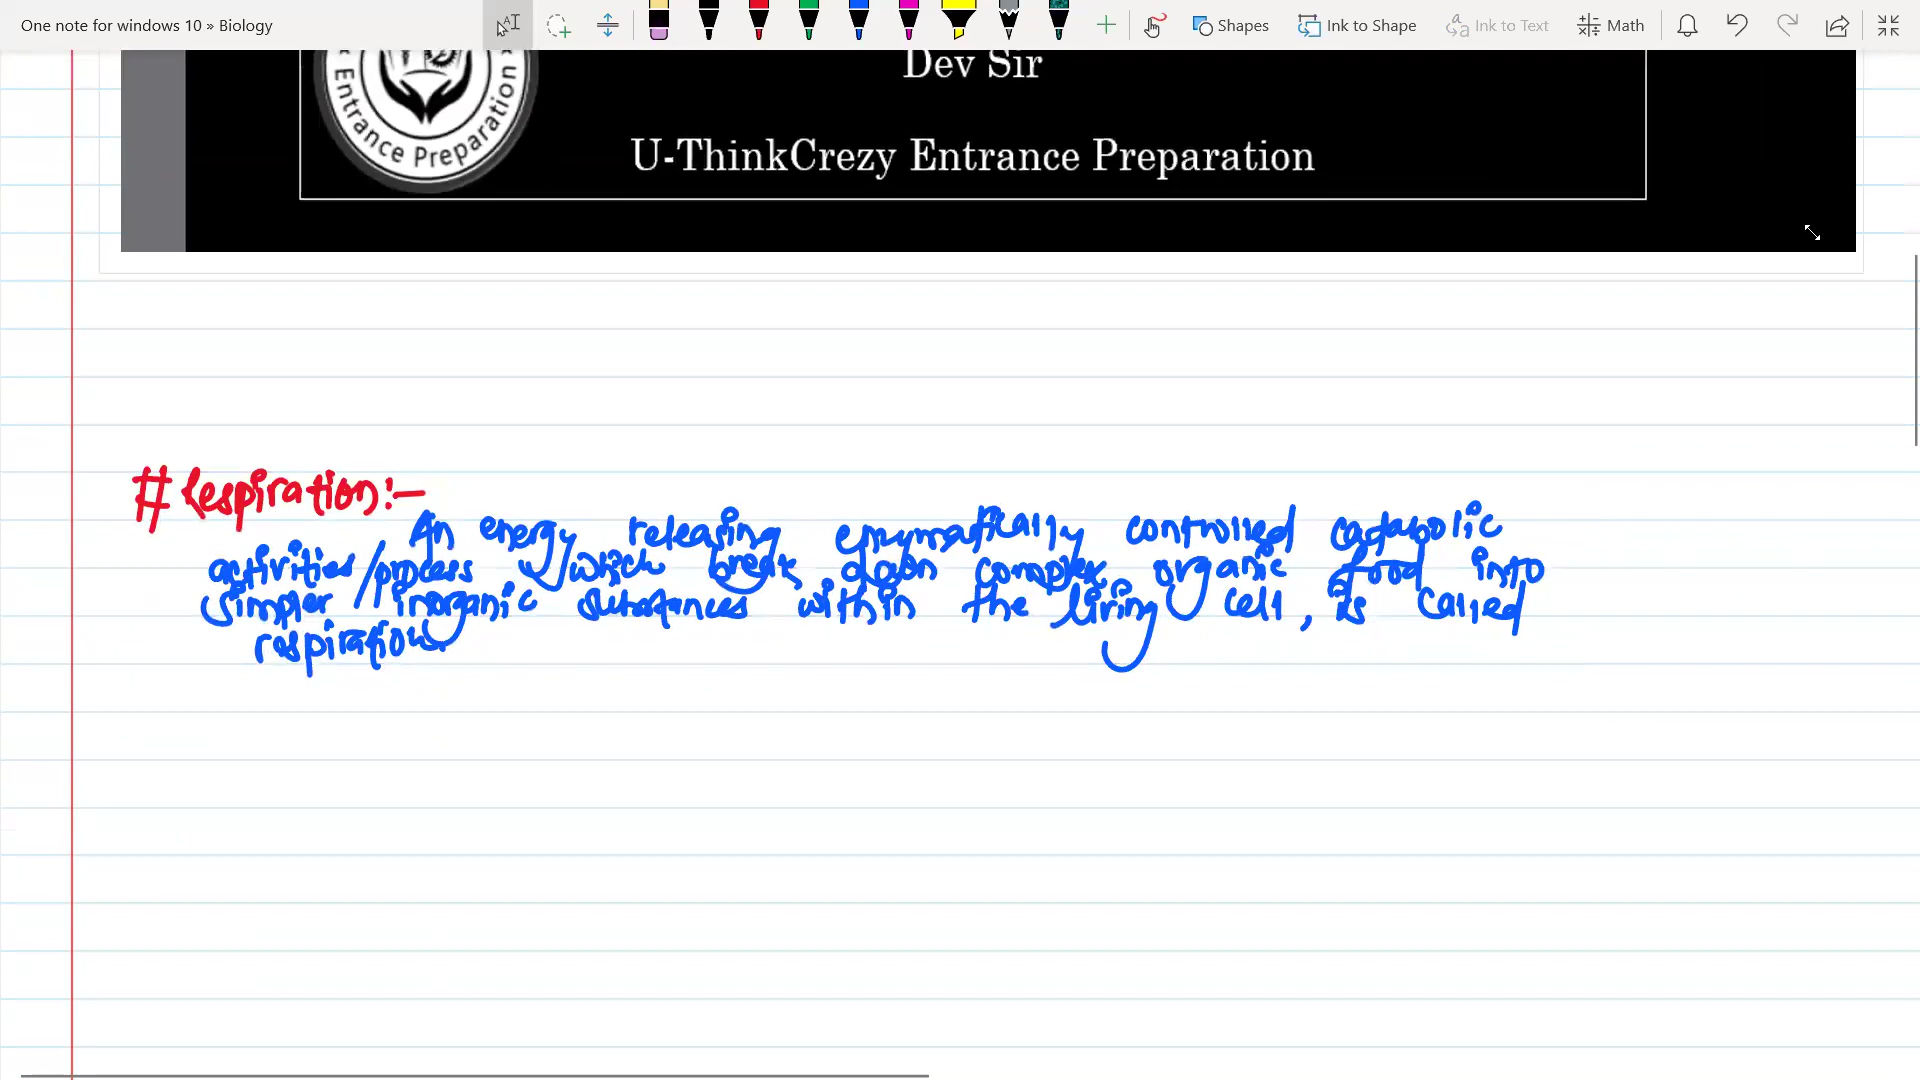 One note for windows 10 » Biology
Shapes
Ink to Shape
Ink to Text
Math
Dev Sir
Entrance Preparation
U-ThinkCrezy Entrance Preparation
# Respiration:-
An energy releasing enzymatically controlled catabolic
activities/process which break down complex organic food into
simpler/inorganic substances within the living cell, is called
respiration.